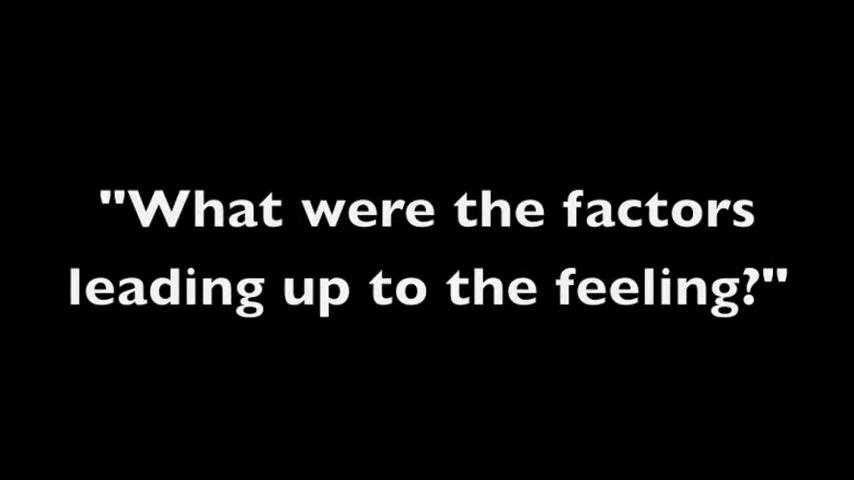 "What were the factors
leading up to the feeling?"